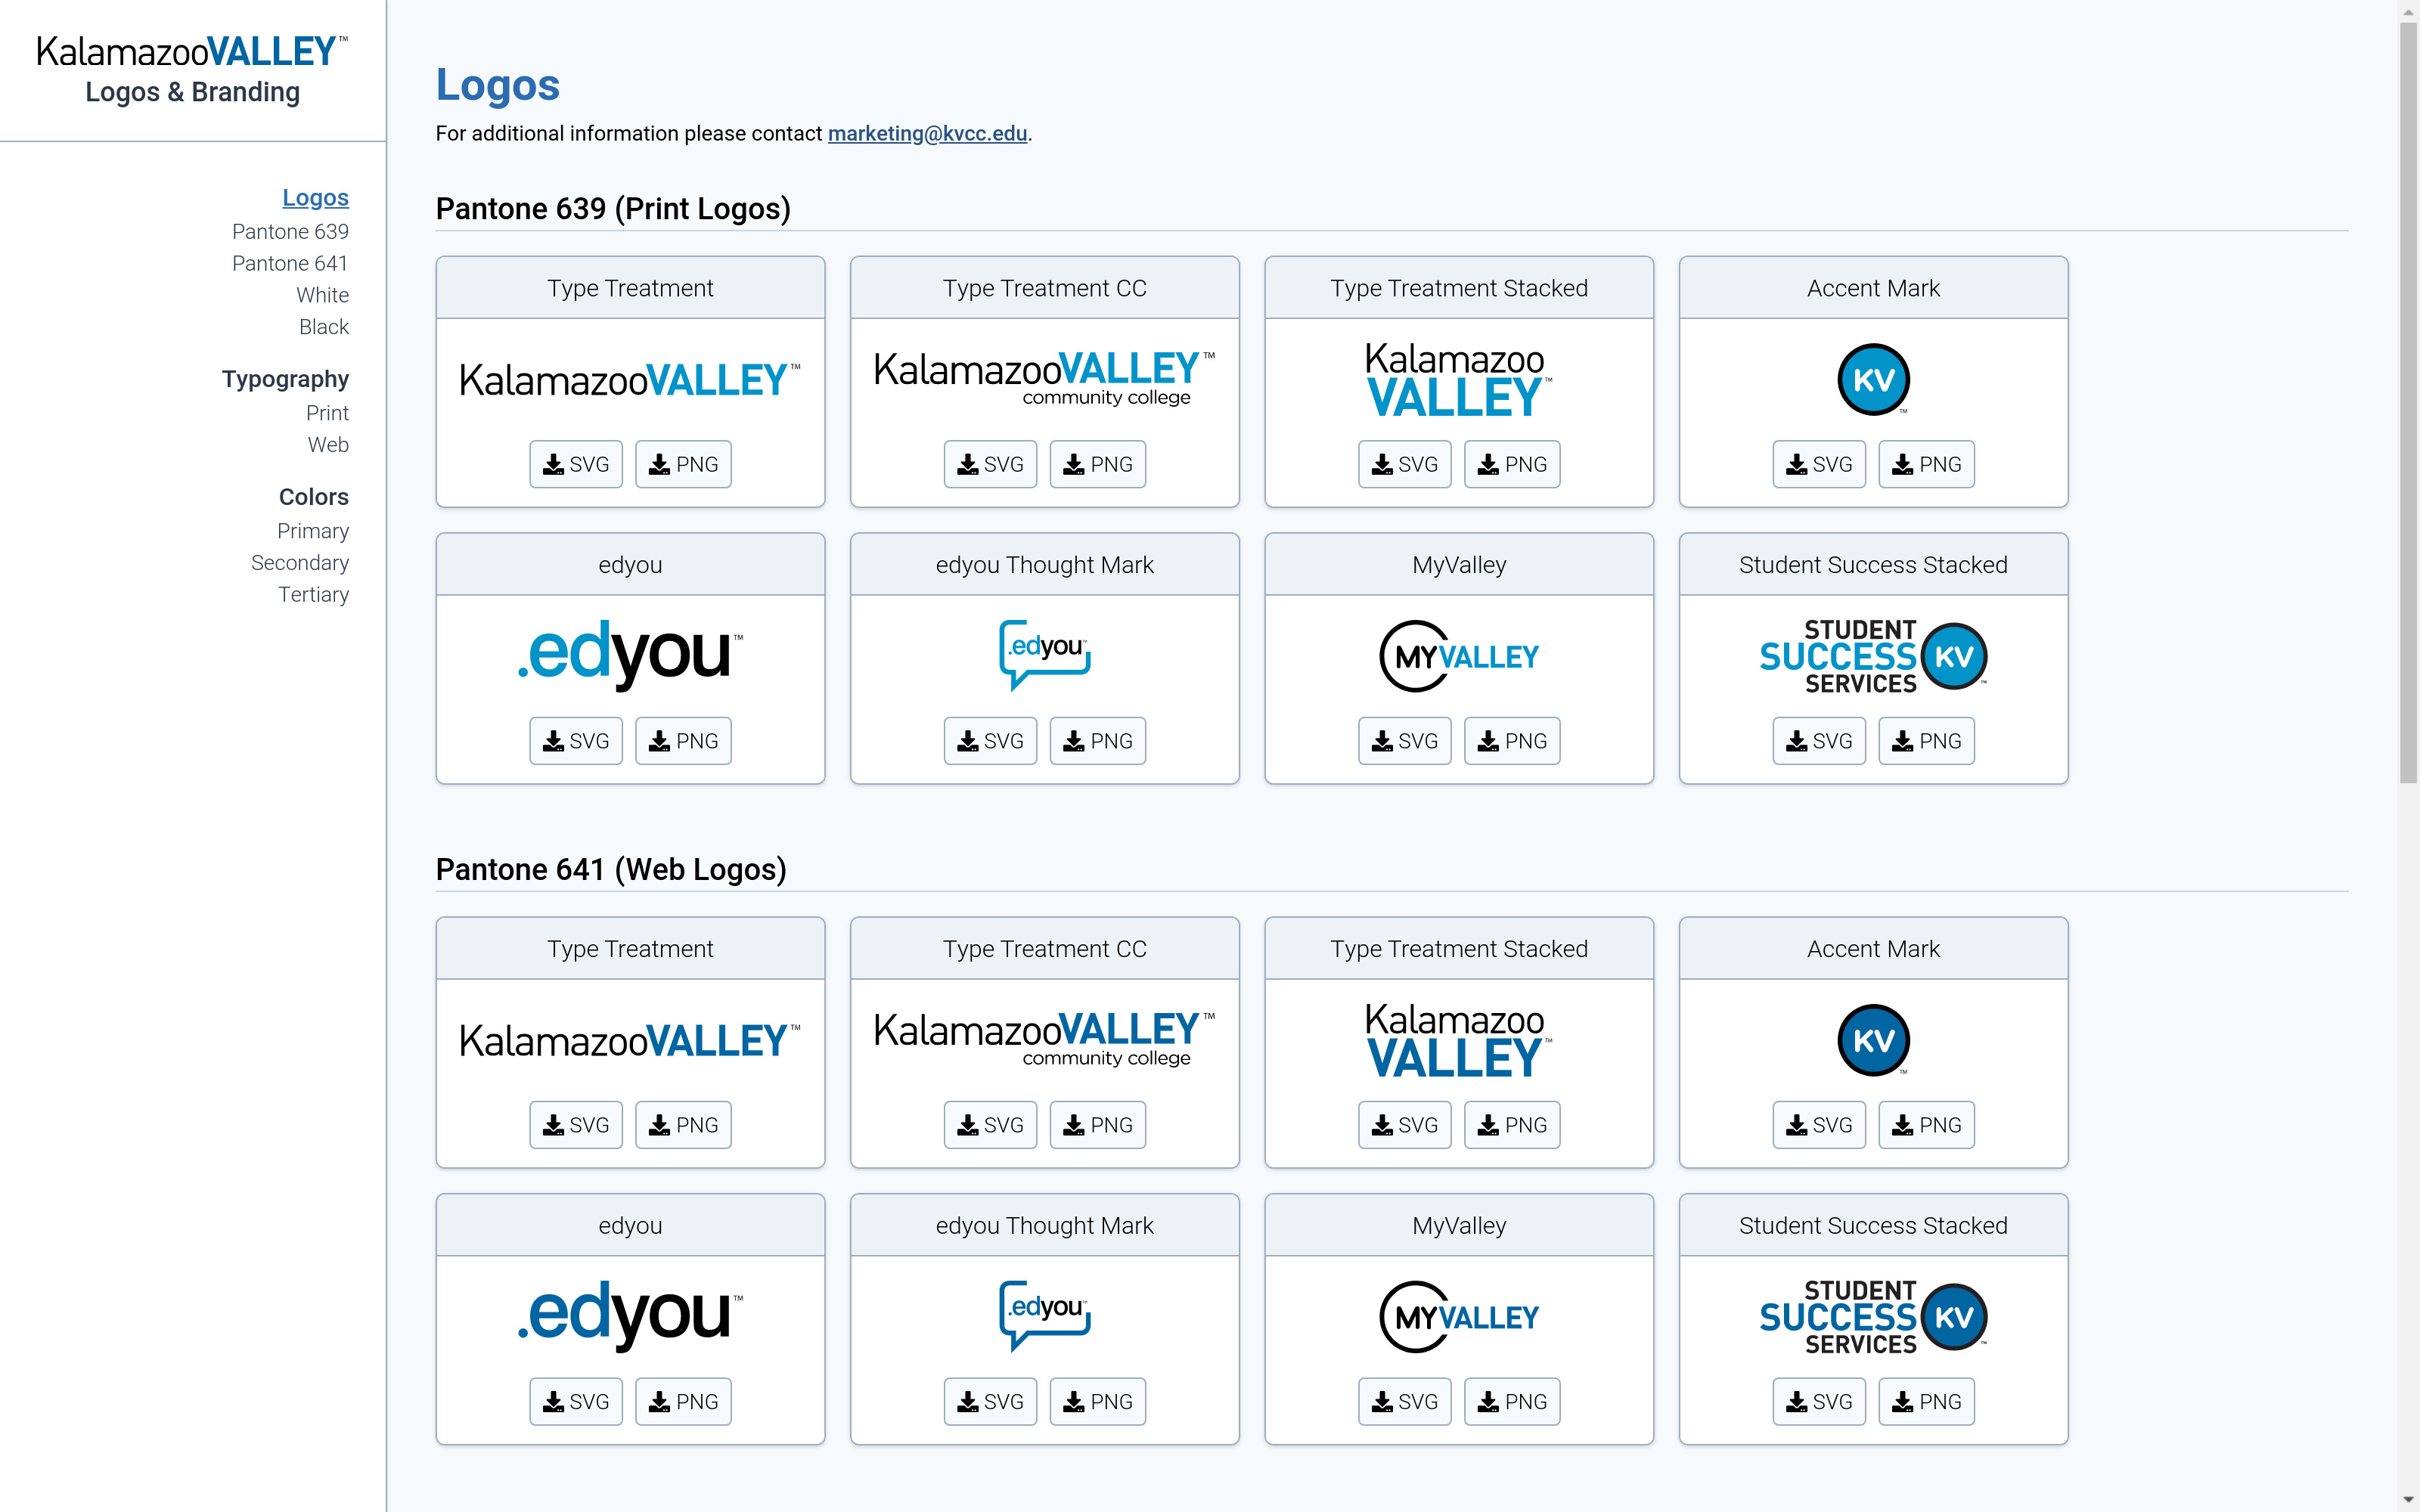 KalamazooVALLEY™
Logos & Branding
Logos
Pantone 639
Pantone 641
White
Black
Typography
Print
Web
Colors
Primary
Secondary
Tertiary
Logos
For additional information please contact marketing@kvcc.edu.
Pantone 639 (Print Logos)
Type Treatment
KalamazooVALLEY™
SVG PNG
Type Treatment CC
KalamazooVALLEY™
community college
SVG PNG
Type Treatment Stacked
Kalamazoo
VALLEY™
SVG PNG
Accent Mark
KV™
SVG PNG
edyou
.edyou™
SVG PNG
edyou Thought Mark
.edyou™
SVG PNG
MyValley
MYVALLEY
SVG PNG
Student Success Stacked
STUDENT
SUCCESS KV™
SERVICES
SVG PNG
Pantone 641 (Web Logos)
Type Treatment
KalamazooVALLEY™
SVG PNG
Type Treatment CC
KalamazooVALLEY™
community college
SVG PNG
Type Treatment Stacked
Kalamazoo
VALLEY™
SVG PNG
Accent Mark
KV™
SVG PNG
edyou
.edyou™
SVG PNG
edyou Thought Mark
.edyou™
SVG PNG
MyValley
MYVALLEY
SVG PNG
Student Success Stacked
STUDENT
SUCCESS KV™
SERVICES
SVG PNG